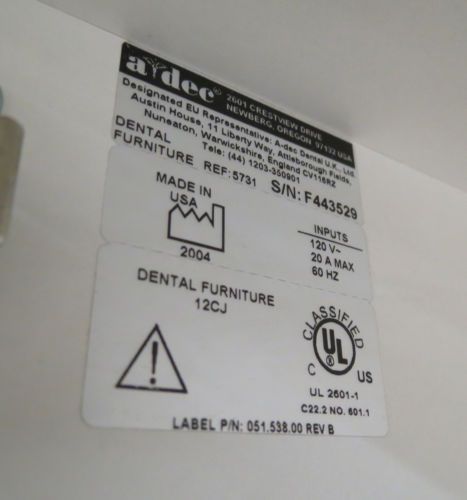 a dec®
2601 CRESTVIEW DRIVE
NEWBERG, OREGON 97132 USA
Designated EU Representative: A-dec Dental U.K., Ltd.
Austin House, 11 Liberty Way, Attleborough Fields,
Nuneaton, Warwickshire, England CV116RZ
Tele: (44) 1203-350901
DENTAL
FURNITURE REF: 5731 S/N: F443529
MADE IN
USA
2004
INPUTS
120 V~
20 A MAX
60 HZ
DENTAL FURNITURE
12CJ
CLASSIFIED
UL
C US
UL 2601-1
C22.2 NO. 601.1
LABEL P/N: 051.538.00 REV B